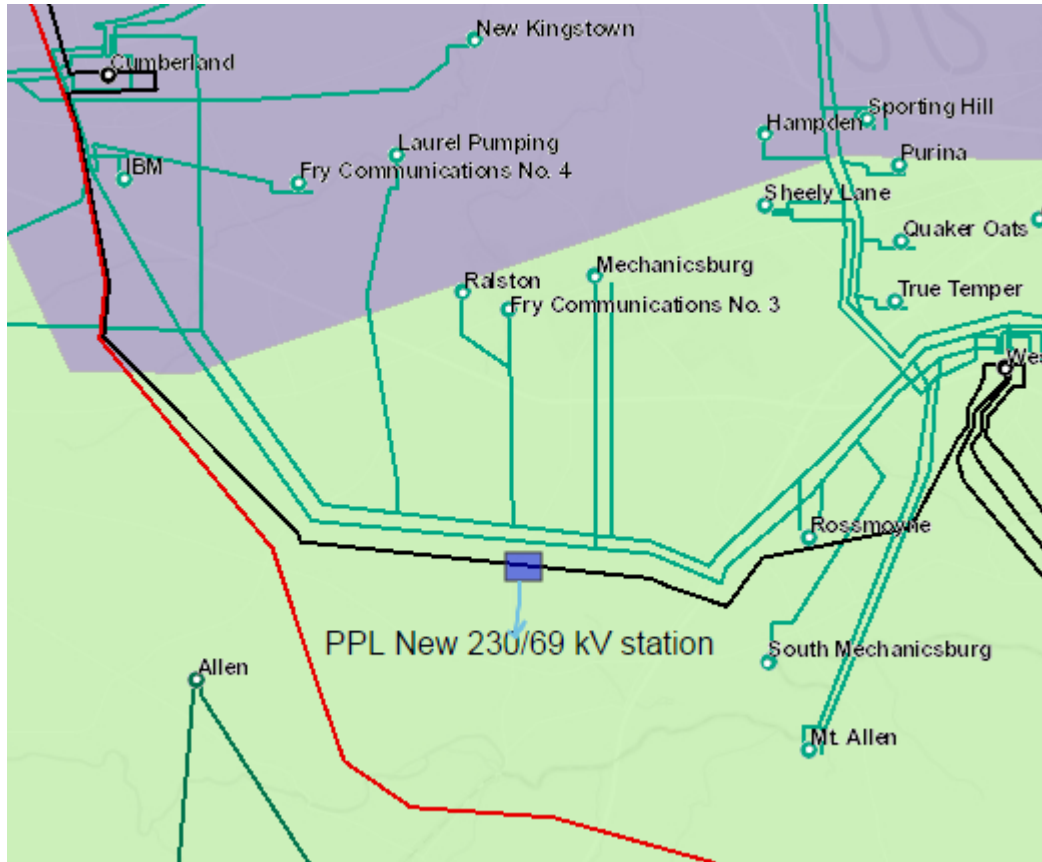 New Kingstown
Cumberland
Sporting Hill
Hampden
Laurel Pumping
Purina
IBM
Fry Communications No. 4
Sheely Lane
Quaker Oats
Mechanicsburg
Ralston
True Temper
Fry Communications No. 3
Wes
Rossmoyne
PPL New 230/69 kV station
South Mechanicsburg
Allen
Mt. Allen